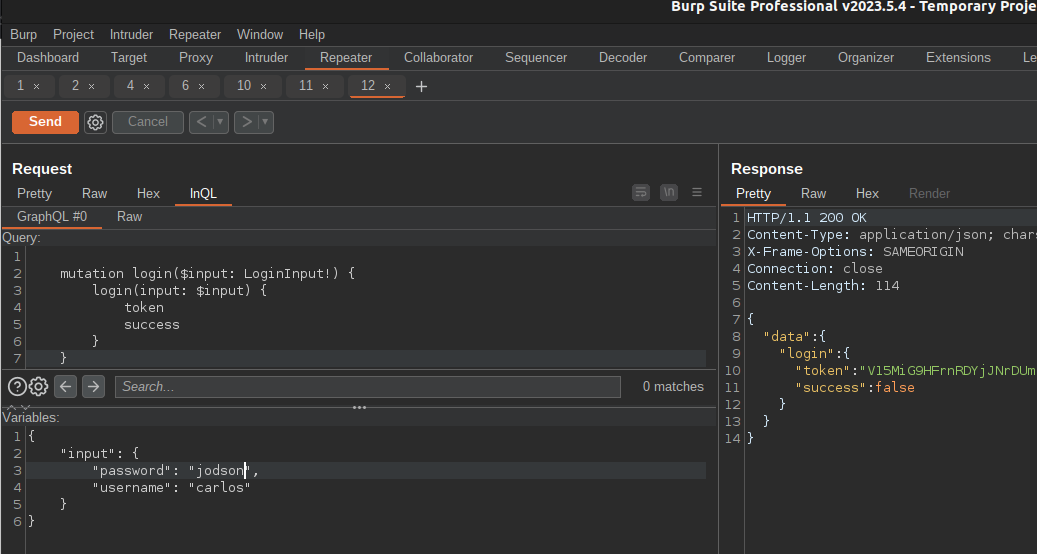 Burp Suite Professional v2023.5.4 - Temporary Proje
Burp Project Intruder Repeater Window Help
Dashboard Target Proxy Intruder Repeater Collaborator Sequencer Decoder Comparer Logger Organizer Extensions Le
1 × 2 × 4 × 6 × 10 × 11 × 12 × +
Send Cancel < >
Request
Pretty Raw Hex InQL \n
GraphQL #0 Raw
Query:
1
2 mutation login($input: LoginInput!) {
3 login(input: $input) {
4 token
5 success
6 }
7 }
Search... 0 matches
Variables:
1 {
2 "input": {
3 "password": "jodson",
4 "username": "carlos"
5 }
6 }
Response
Pretty Raw Hex Render
1 HTTP/1.1 200 OK
2 Content-Type: application/json; chars
3 X-Frame-Options: SAMEORIGIN
4 Connection: close
5 Content-Length: 114
6
7 {
8 "data":{
9 "login":{
10 "token":"V15MiG9HFrnRDYjJNrDUm
11 "success":false
12 }
13 }
14 }